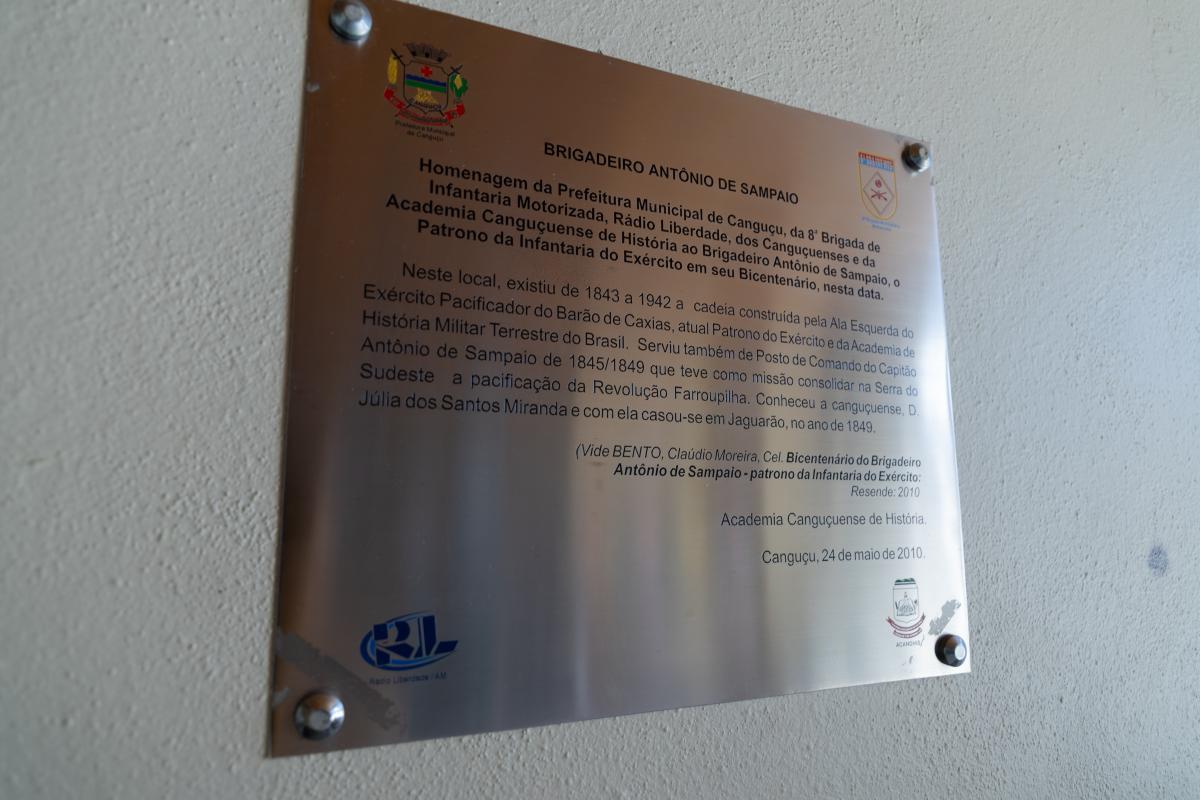 Prefeitura Municipal
de Canguçu
BRIGADEIRO ANTÔNIO DE SAMPAIO
Homenagem da Prefeitura Municipal de Canguçu, da 8ª Brigada de
Infantaria Motorizada, Rádio Liberdade, dos Canguçuenses e da
Academia Canguçuense de História ao Brigadeiro Antônio de Sampaio, o
Patrono da Infantaria do Exército em seu Bicentenário, nesta data.
Neste local, existiu de 1843 a 1942 a cadeia construída pela Ala Esquerda do
Exército Pacificador do Barão de Caxias, atual Patrono do Exército e da Academia de
História Militar Terrestre do Brasil. Serviu também de Posto de Comando do Capitão
Antônio de Sampaio de 1845/1849 que teve como missão consolidar na Serra do
Sudeste a pacificação da Revolução Farroupilha. Conheceu a canguçuense, D.
Júlia dos Santos Miranda e com ela casou-se em Jaguarão, no ano de 1849.
(Vide BENTO, Claúdio Moreira, Cel. Bicentenário do Brigadeiro
Antônio de Sampaio - patrono da Infantaria do Exército:
Resende: 2010
Academia Canguçuense de História.
Canguçu, 24 de maio de 2010.
RL
Rádio Liberdade / AM
ACANDHIS